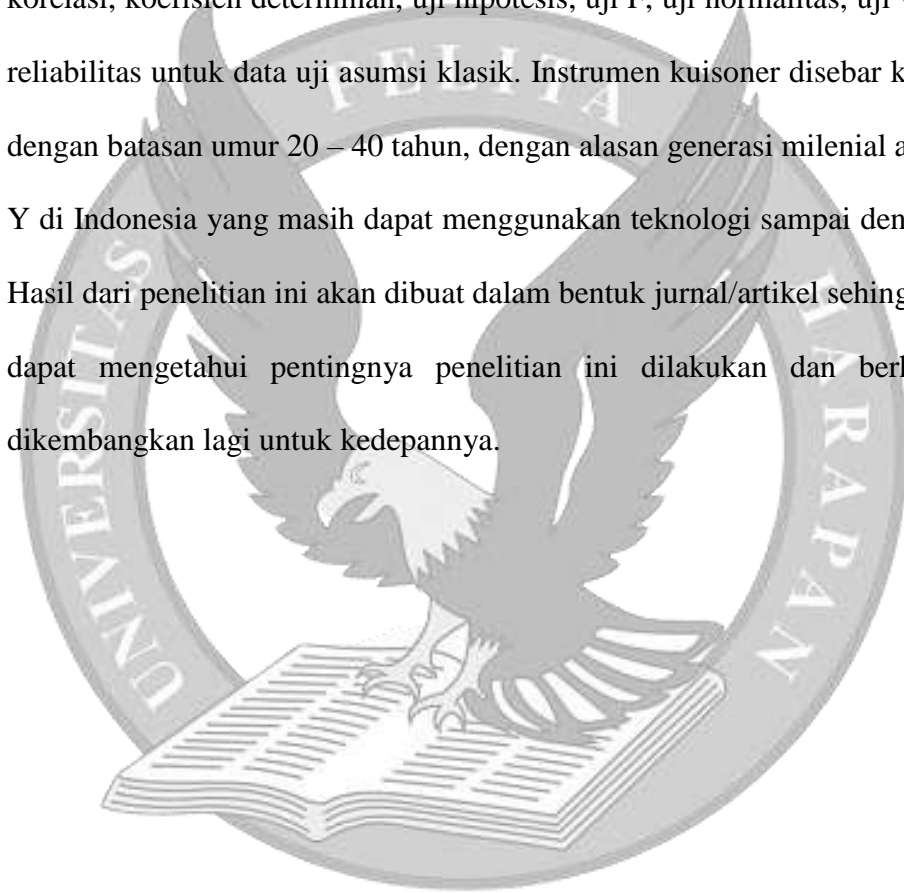 korelasi, koefisien determinan, uji hipotesis, uji F, uji normalitas, uji
reliabilitas untuk data uji asumsi klasik. Instrumen kuisoner disebar
dengan batasan umur 20 – 40 tahun, dengan alasan generasi milenial
Y di Indonesia yang masih dapat menggunakan teknologi sampai
Hasil dari penelitian ini akan dibuat dalam bentuk jurnal/artikel
dapat mengetahui pentingnya penelitian ini dilakukan dan
dikembangkan lagi untuk kedepannya.
UNIVERSITAS PELITA HARAPAN